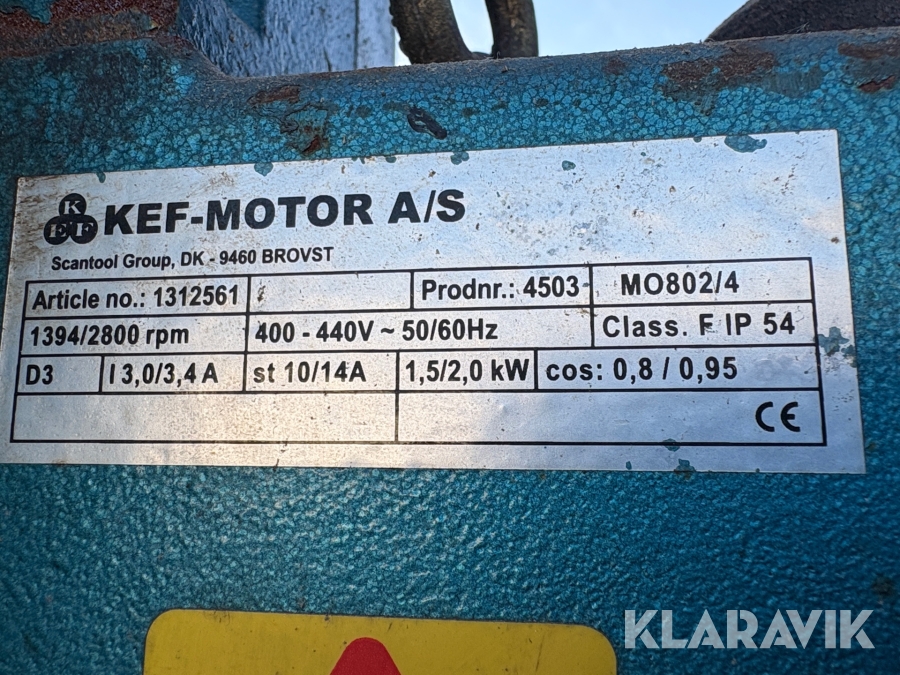 K
E F
KEF-MOTOR A/S
Scantool Group, DK - 9460 BROVST
Article no.: 1312561 Prodnr.: 4503- MO802/4
1394/2800 rpm 400 - 440V ~ 50/60Hz Class. F IP 54
D3 I 3,0/3,4 A st 10/14A 1,5/2,0 kW cos: 0,8 / 0,95
CE
KLARAVIK